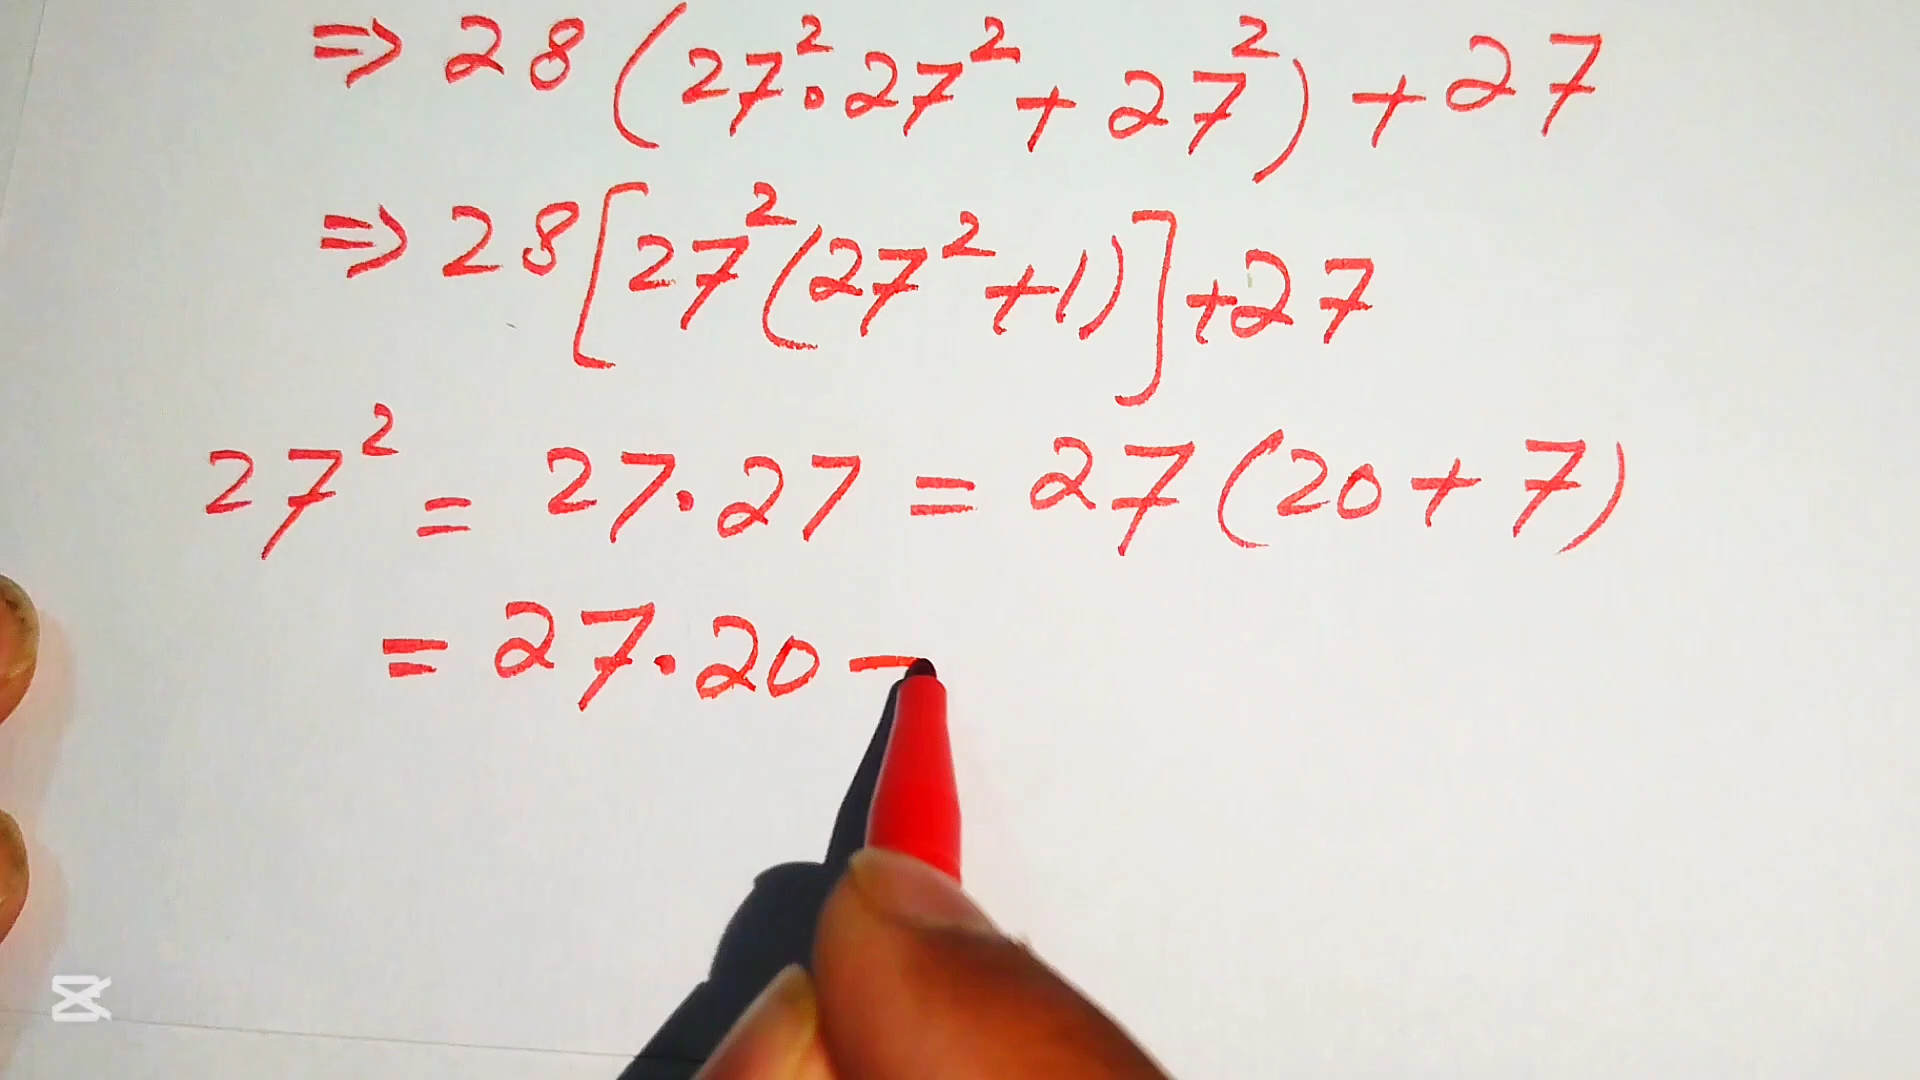 ⇒ 28 (27²·27² + 27²) + 27
⇒ 28 [27² (27² + 1)] + 27
27² = 27·27 = 27 (20 + 7)
= 27·20 -